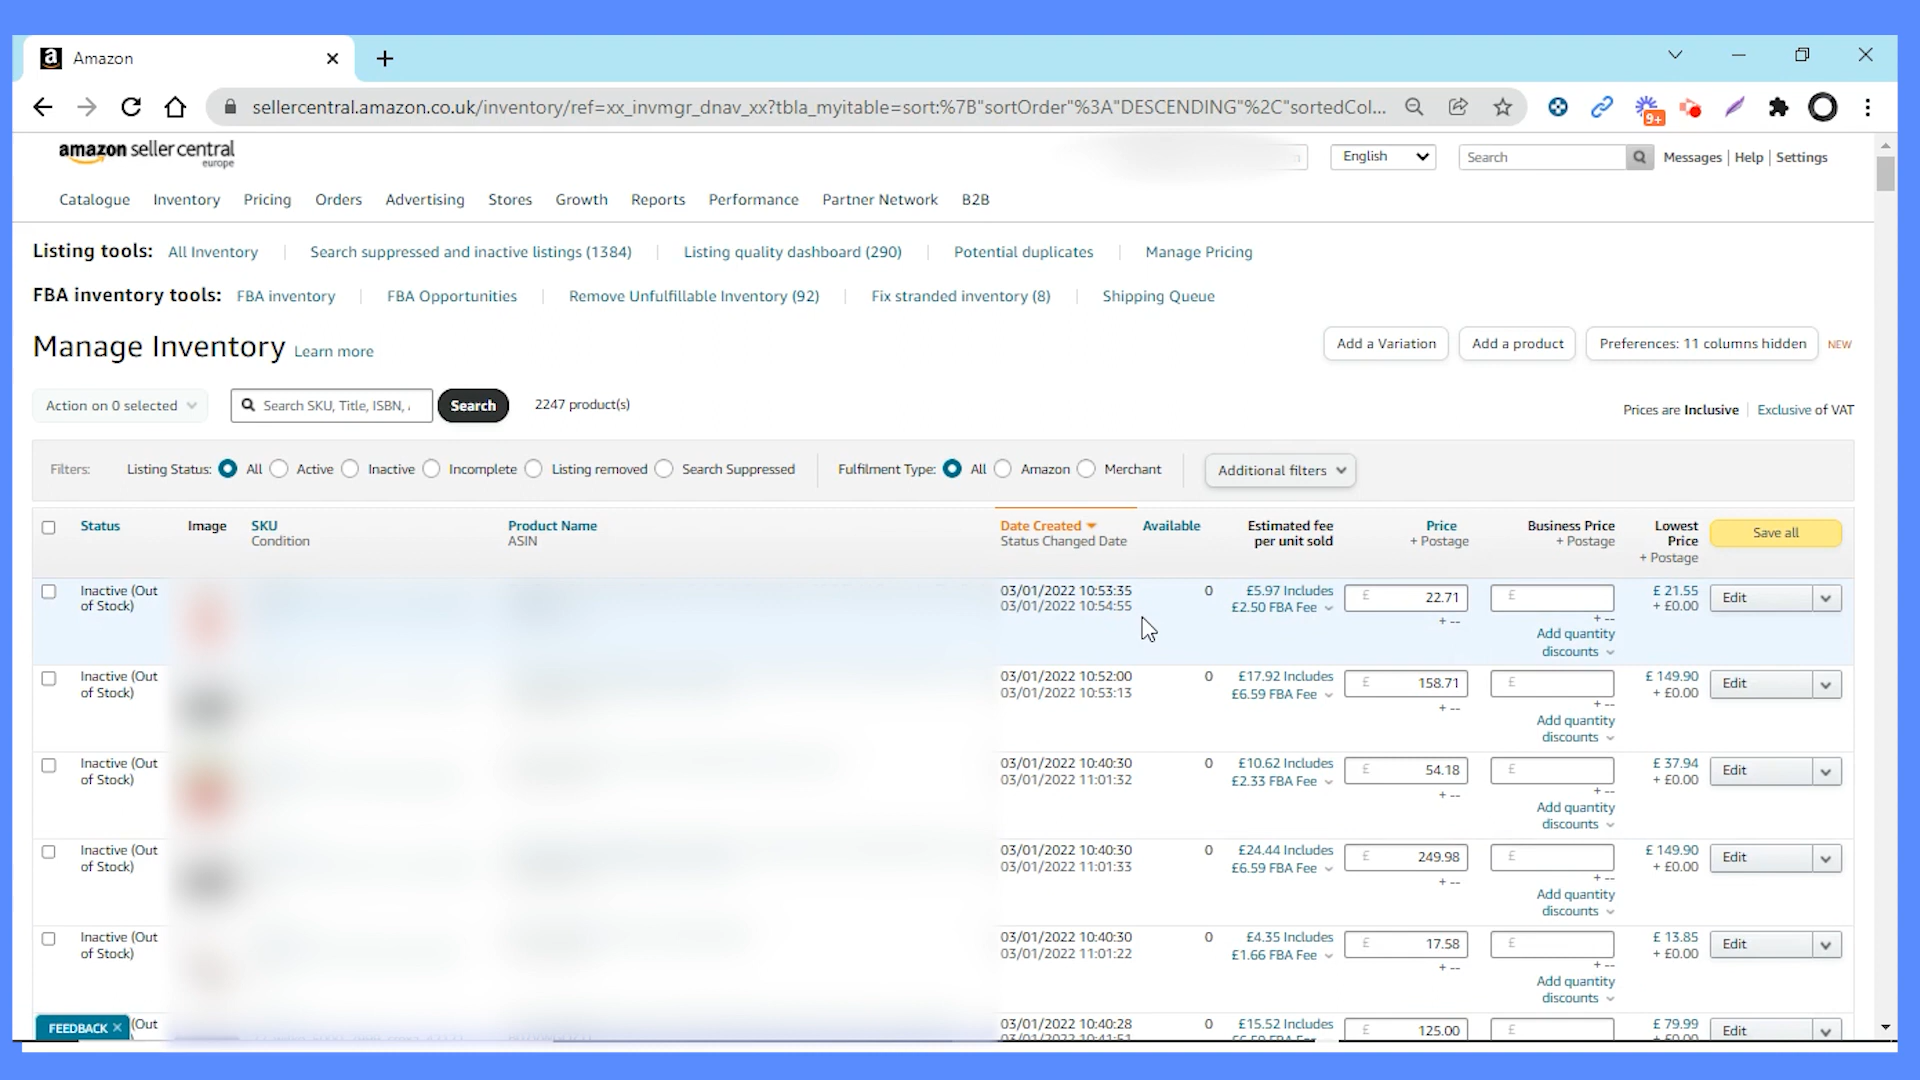 Amazon
sellercentral.amazon.co.uk/inventory/ref=xx_invmgr_dnav_xx?tbla_myitable=sort:%7B"sortOrder"%3A"DESCENDING"%2C"sortedCol...
9+
amazon seller central
europe
English
Search
Messages | Help | Settings
Catalogue Inventory Pricing Orders Advertising Stores Growth Reports Performance Partner Network B2B
Listing tools: All Inventory | Search suppressed and inactive listings (1384) | Listing quality dashboard (290) | Potential duplicates | Manage Pricing
FBA inventory tools: FBA inventory | FBA Opportunities | Remove Unfulfillable Inventory (92) | Fix stranded inventory (8) | Shipping Queue
Manage Inventory Learn more
Add a Variation Add a product Preferences: 11 columns hidden NEW
Action on 0 selected Search SKU, Title, ISBN, Search 2247 product(s)
Prices are Inclusive | Exclusive of VAT
Filters: Listing Status: All Active Inactive Incomplete Listing removed Search Suppressed Fulfilment Type: All Amazon Merchant Additional filters
Status Image SKU Product Name Date Created Available Estimated fee Price Business Price Lowest Save all
Condition ASIN Status Changed Date per unit sold + Postage + Postage Price
+ Postage
Inactive (Out 03/01/2022 10:53:35 0 £5.97 Includes £ 22.71 £ £ 21.55 Edit
of Stock) 03/01/2022 10:54:55 £2.50 FBA Fee + -- + -- + £0.00
Add quantity
discounts
Inactive (Out 03/01/2022 10:52:00 0 £17.92 Includes £ 158.71 £ £ 149.90 Edit
of Stock) 03/01/2022 10:53:13 £6.59 FBA Fee + -- + -- + £0.00
Add quantity
discounts
Inactive (Out 03/01/2022 10:40:30 0 £10.62 Includes £ 54.18 £ £ 37.94 Edit
of Stock) 03/01/2022 11:01:32 £2.33 FBA Fee + -- + -- + £0.00
Add quantity
discounts
Inactive (Out 03/01/2022 10:40:30 0 £24.44 Includes £ 249.98 £ £ 149.90 Edit
of Stock) 03/01/2022 11:01:33 £6.59 FBA Fee + -- + -- + £0.00
Add quantity
discounts
Inactive (Out 03/01/2022 10:40:30 0 £4.35 Includes £ 17.58 £ £ 13.85 Edit
of Stock) 03/01/2022 11:01:22 £1.66 FBA Fee + -- + -- + £0.00
Add quantity
discounts
FEEDBACK (Out 03/01/2022 10:40:28 0 £15.52 Includes £ 125.00 £ £ 79.99 Edit